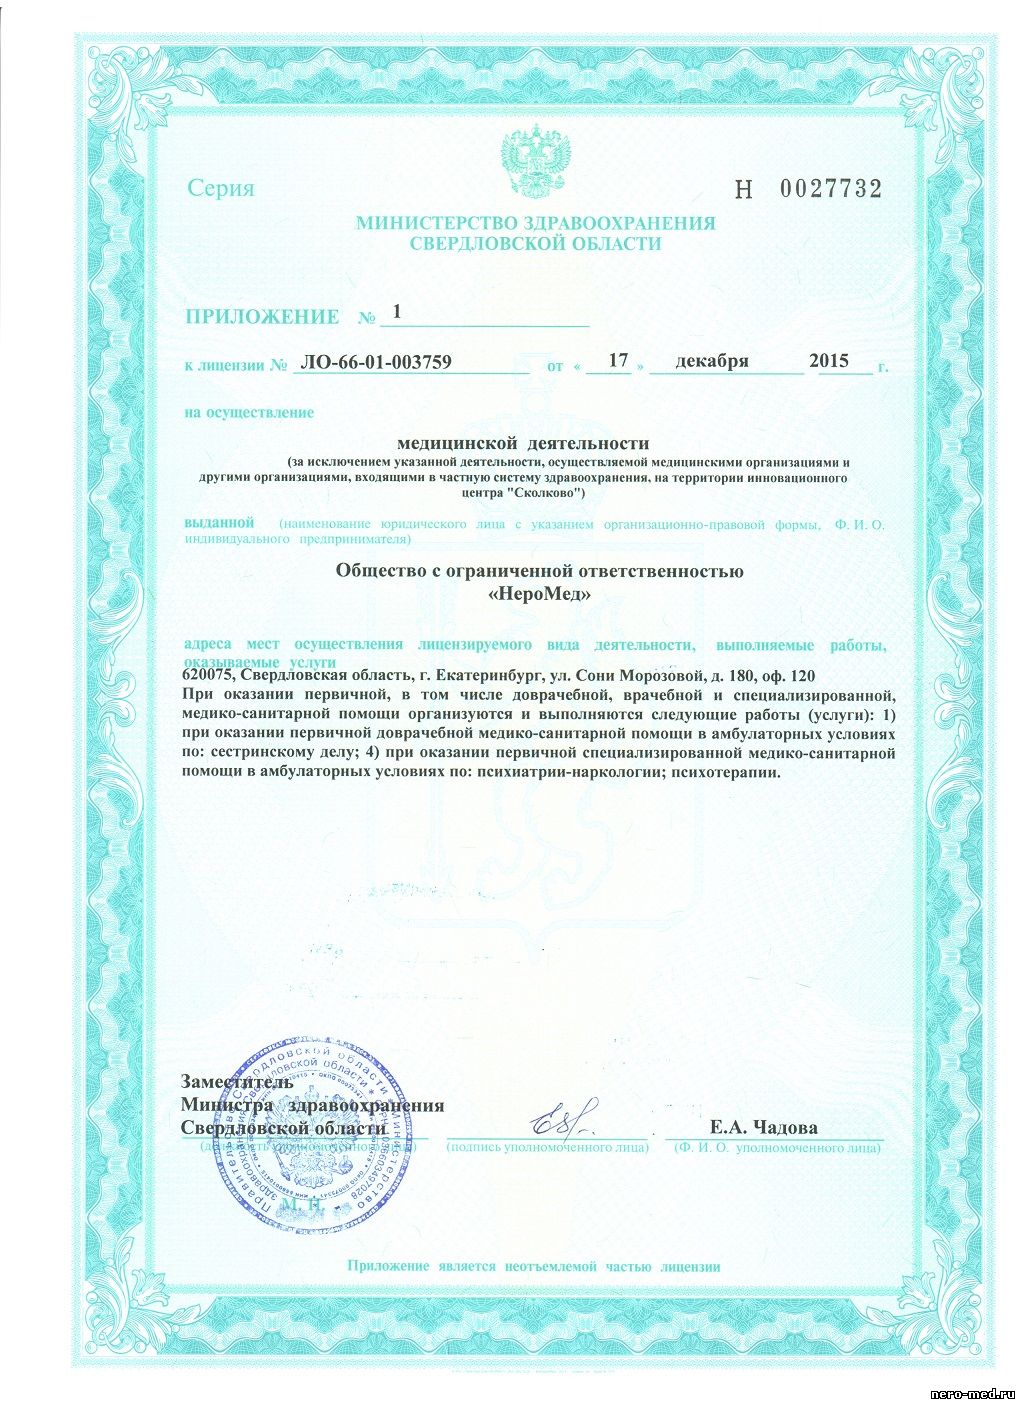 Серия
Н 0027732
МИНИСТЕРСТВО ЗДРАВООХРАНЕНИЯ
СВЕРДЛОВСКОЙ ОБЛАСТИ
ПРИЛОЖЕНИЕ № 1
к лицензии № ЛО-66-01-003759 от « 17 » декабря 2015 г.
на осуществление
медицинской деятельности
(за исключением указанной деятельности, осуществляемой медицинскими организациями и
другими организациями, входящими в частную систему здравоохранения, на территории инновационного
центра "Сколково")
выданной (наименование юридического лица с указанием организационно-правовой формы, Ф. И. О.
индивидуального предпринимателя)
Общество с ограниченной ответственностью
«НероМед»
адреса мест осуществления лицензируемого вида деятельности, выполняемые работы,
оказываемые услуги
620075, Свердловская область, г. Екатеринбург, ул. Сони Морозовой, д. 180, оф. 120
При оказании первичной, в том числе доврачебной, врачебной и специализированной,
медико-санитарной помощи организуются и выполняются следующие работы (услуги): 1)
при оказании первичной доврачебной медико-санитарной помощи в амбулаторных условиях
по: сестринскому делу; 4) при оказании первичной специализированной медико-санитарной
помощи в амбулаторных условиях по: психиатрии-наркологии; психотерапии.
Заместитель
Министра здравоохранения
Свердловской области
Е.А. Чадова
(подпись уполномоченного лица)
(Ф. И. О. уполномоченного лица)
М. П.
Приложение является неотъемлемой частью лицензии
nero-med.ru